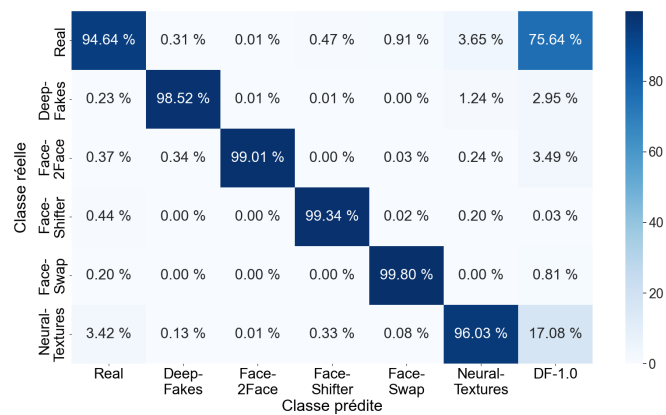 Classe réelle
Real
94.64 % 0.31 % 0.01 % 0.47 % 0.91 % 3.65 % 75.64 %
Deep-
Fakes
0.23 % 98.52 % 0.01 % 0.01 % 0.00 % 1.24 % 2.95 %
Face-
2Face
0.37 % 0.34 % 99.01 % 0.00 % 0.03 % 0.24 % 3.49 %
Face-
Shifter
0.44 % 0.00 % 0.00 % 99.34 % 0.02 % 0.20 % 0.03 %
Face-
Swap
0.20 % 0.00 % 0.00 % 0.00 % 99.80 % 0.00 % 0.81 %
Neural-
Textures
3.42 % 0.13 % 0.01 % 0.33 % 0.08 % 96.03 % 17.08 %
Real
Deep-
Fakes
Face-
2Face
Face-
Shifter
Face-
Swap
Neural-
Textures
DF-1.0
Classe prédite
80
60
40
20
0